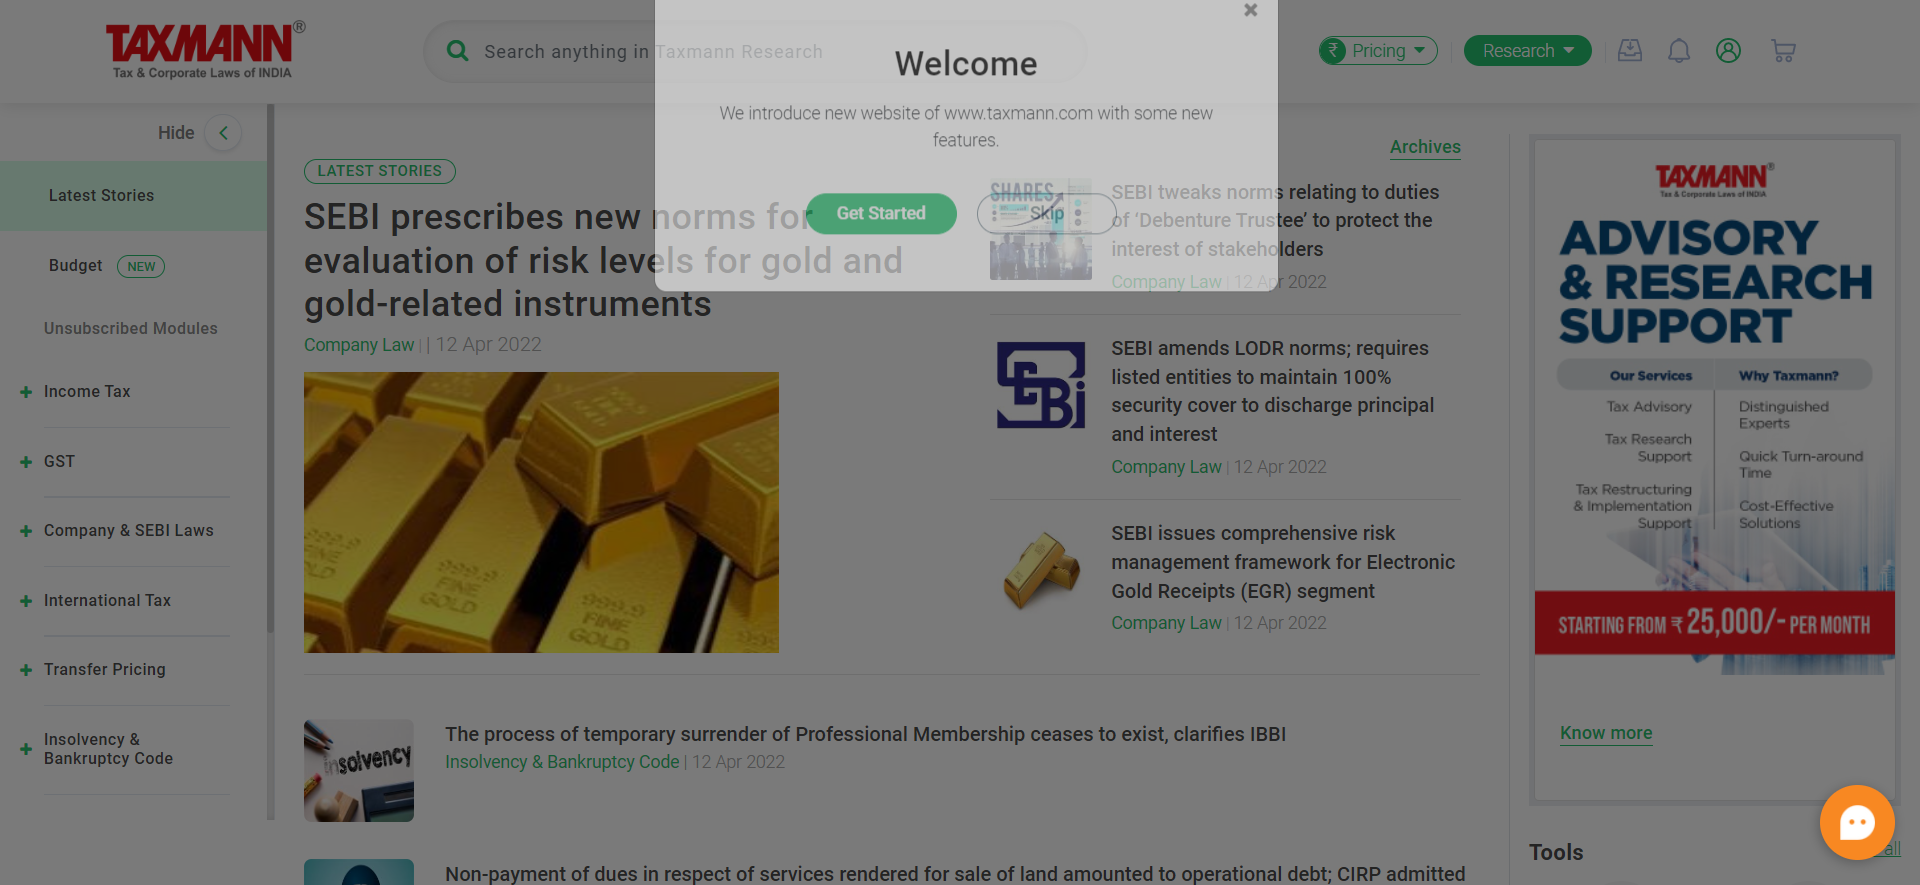 TAXMANN®
Tax & Corporate Laws of INDIA
Search anything in Taxmann Research
₹ Pricing
Research
×
Welcome
We introduce new website of www.taxmann.com with some new
features.
Get Started
Skip
Hide
Latest Stories
Budget NEW
Unsubscribed Modules
Income Tax
GST
Company & SEBI Laws
International Tax
Transfer Pricing
Insolvency &
Bankruptcy Code
LATEST STORIES
SEBI prescribes new norms for
evaluation of risk levels for gold and
gold-related instruments
Company Law | | 12 Apr 2022
999.9
FINE
GOLD
999.9
FINE
GOLD
Archives
SHARES
SEBI tweaks norms relating to duties
of ‘Debenture Trustee’ to protect the
interest of stakeholders
Company Law | 12 Apr 2022
SEBi
SEBI amends LODR norms; requires
listed entities to maintain 100%
security cover to discharge principal
and interest
Company Law | 12 Apr 2022
SEBI issues comprehensive risk
management framework for Electronic
Gold Receipts (EGR) segment
Company Law | 12 Apr 2022
insolvency
The process of temporary surrender of Professional Membership ceases to exist, clarifies IBBI
Insolvency & Bankruptcy Code | 12 Apr 2022
Non-payment of dues in respect of services rendered for sale of land amounted to operational debt; CIRP admitted
TAXMANN®
Tax & Corporate Laws of INDIA
ADVISORY
& RESEARCH
SUPPORT
Our Services Why Taxmann?
Tax Advisory
Tax Research
Support
Tax Restructuring
& Implementation
Support
Distinguished
Experts
Quick Turn-around
Time
Cost-Effective
Solutions
STARTING FROM ₹ 25,000/- PER MONTH
Know more
Tools
all